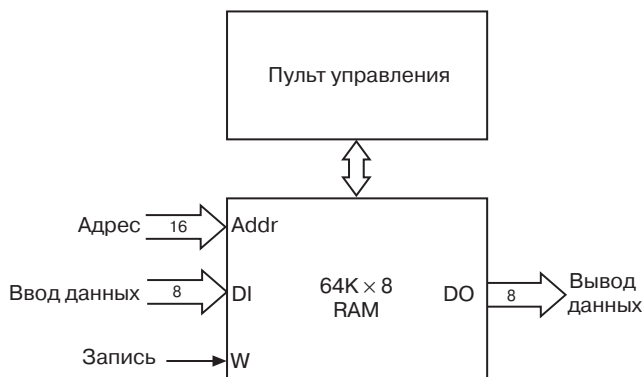 Пульт управления
Адрес
16
Addr
Ввод данных
8
DI
64K × 8
RAM
DO
8
Вывод
данных
Запись
W